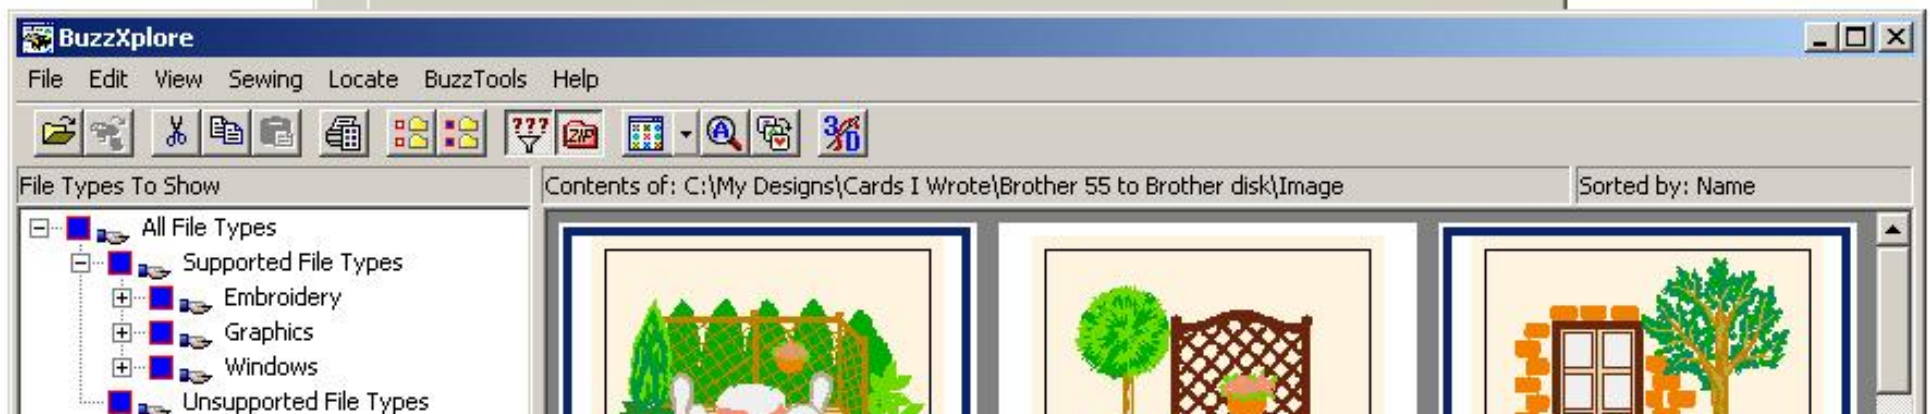 BuzzXplore
File Edit View Sewing Locate BuzzTools Help
??? ZIP A 3D
File Types To Show
Contents of: C:\My Designs\Cards I Wrote\Brother 55 to Brother disk\Image
Sorted by: Name
All File Types
Supported File Types
Embroidery
Graphics
Windows
Unsupported File Types